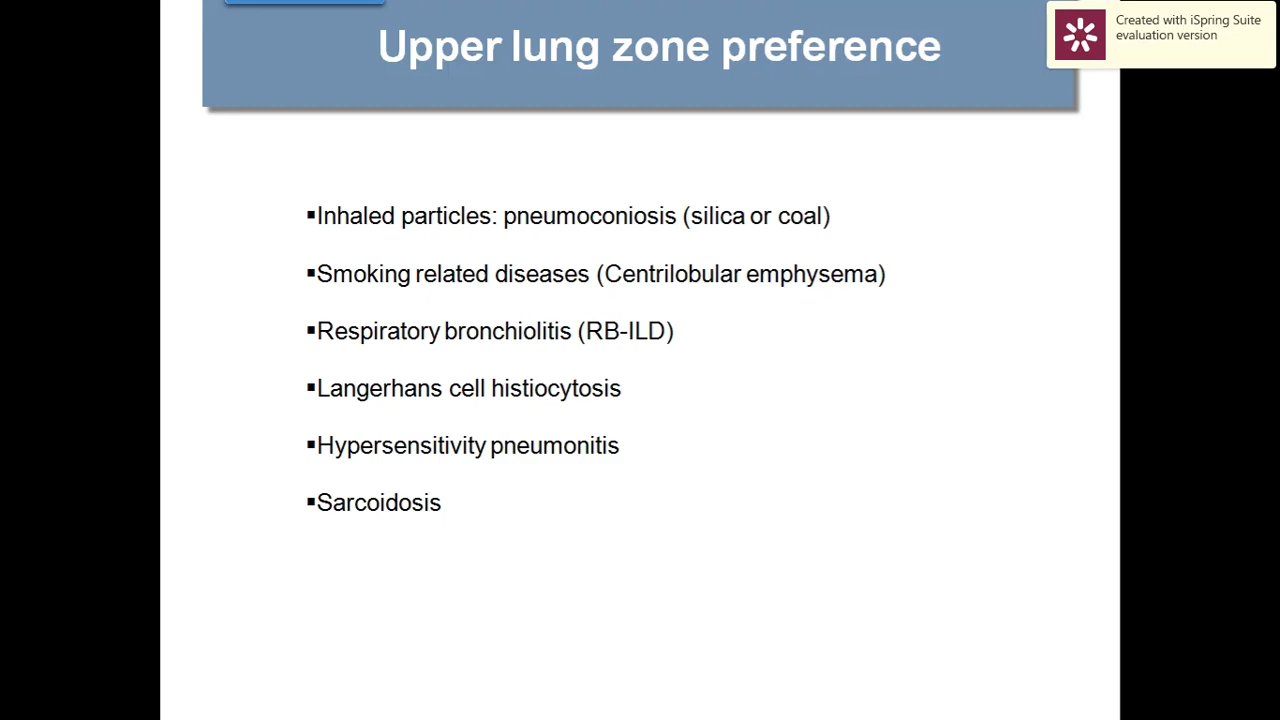 Upper lung zone preference
Created with iSpring Suite
evaluation version
▪Inhaled particles: pneumoconiosis (silica or coal)
▪Smoking related diseases (Centrilobular emphysema)
▪Respiratory bronchiolitis (RB-ILD)
▪Langerhans cell histiocytosis
▪Hypersensitivity pneumonitis
▪Sarcoidosis